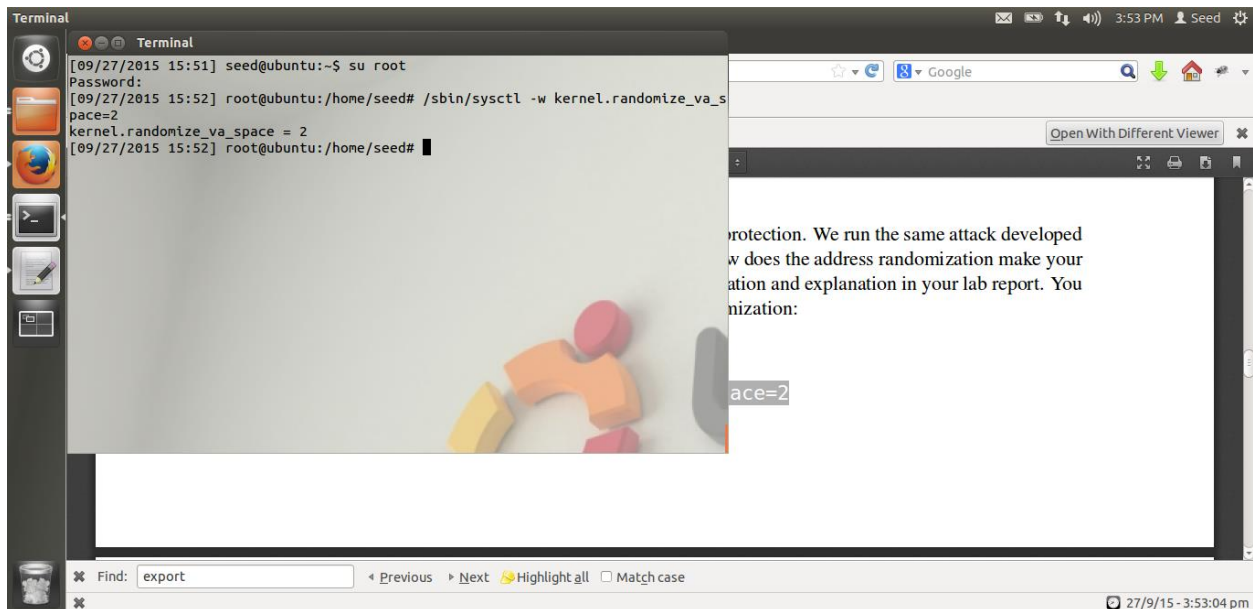 Terminal
3:53 PM Seed
Terminal
[09/27/2015 15:51] seed@ubuntu:~$ su root
Password:
[09/27/2015 15:52] root@ubuntu:/home/seed# /sbin/sysctl -w kernel.randomize_va_s
pace=2
kernel.randomize_va_space = 2
[09/27/2015 15:52] root@ubuntu:/home/seed#
Google
Open With Different Viewer
rotection. We run the same attack developed
w does the address randomization make your
ation and explanation in your lab report. You
nization:
ace=2
Find: export Previous Next Highlight all Match case
27/9/15 - 3:53:04 pm